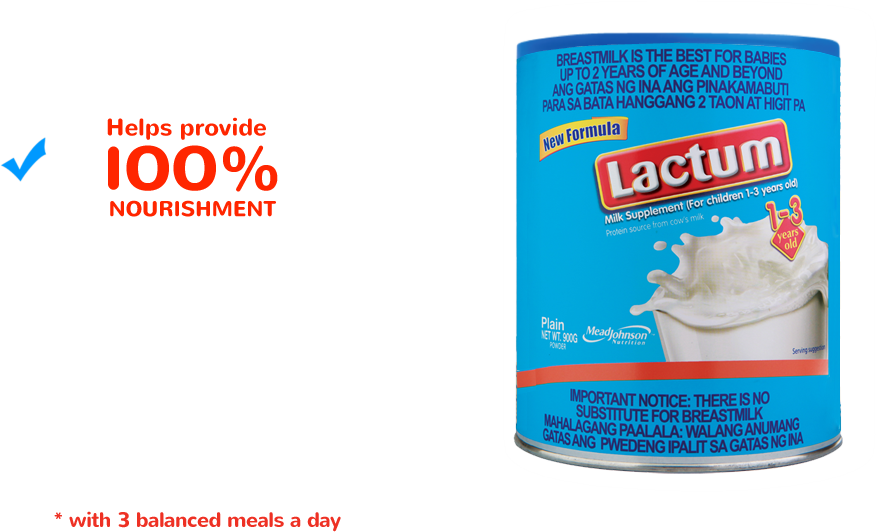 Helps provide
100%
NOURISHMENT
* with 3 balanced meals a day
BREASTMILK IS THE BEST FOR BABIES
UP TO 2 YEARS OF AGE AND BEYOND
ANG GATAS NG INA ANG PINAKAMABUTI
PARA SA BATA HANGGANG 2 TAON AT HIGIT PA
New Formula
Lactum
Milk Supplement (For children 1-3 years old)
Protein source from cow's milk
1-3
years
old
Plain
NET WT. 900G
POWDER
MeadJohnson
Nutrition
Serving suggestion
IMPORTANT NOTICE: THERE IS NO
SUBSTITUTE FOR BREASTMILK
MAHALAGANG PAALALA: WALANG ANUMANG
GATAS ANG PWEDENG IPALIT SA GATAS NG INA